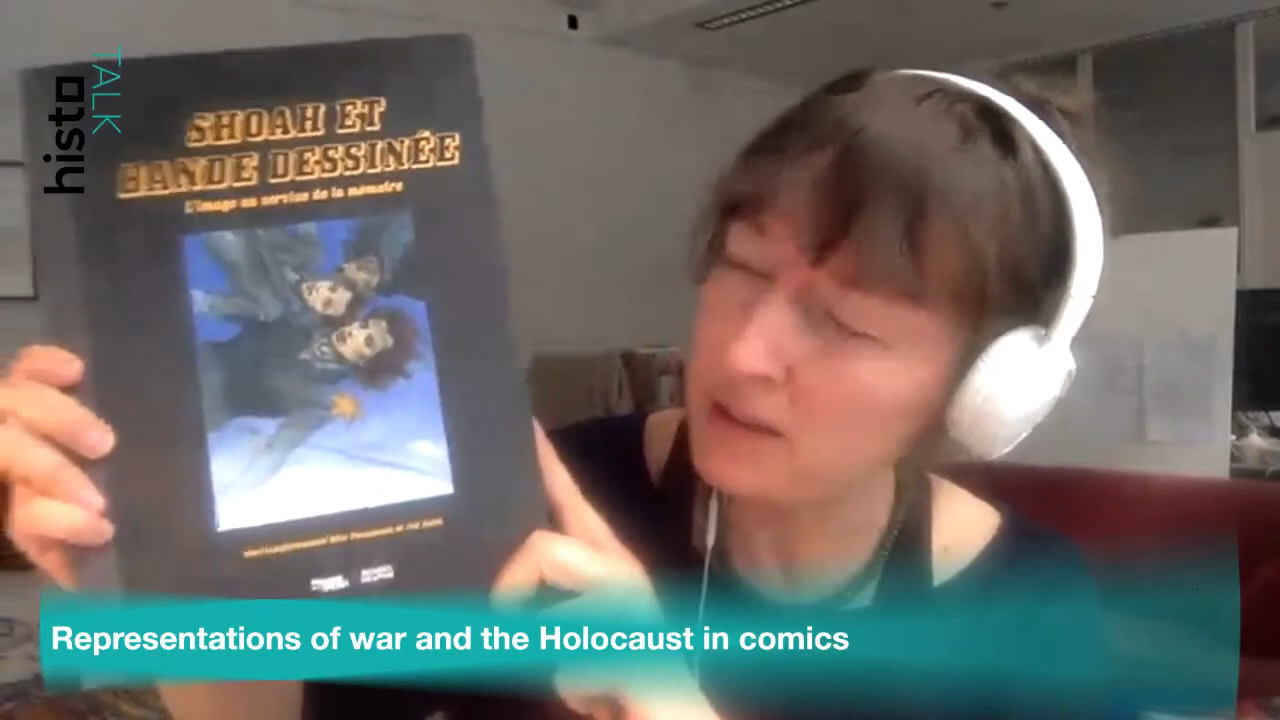 histo
TALK
SHOAH ET
BANDE DESSINÉE
L'image au service de la mémoire
Representations of war and the Holocaust in comics